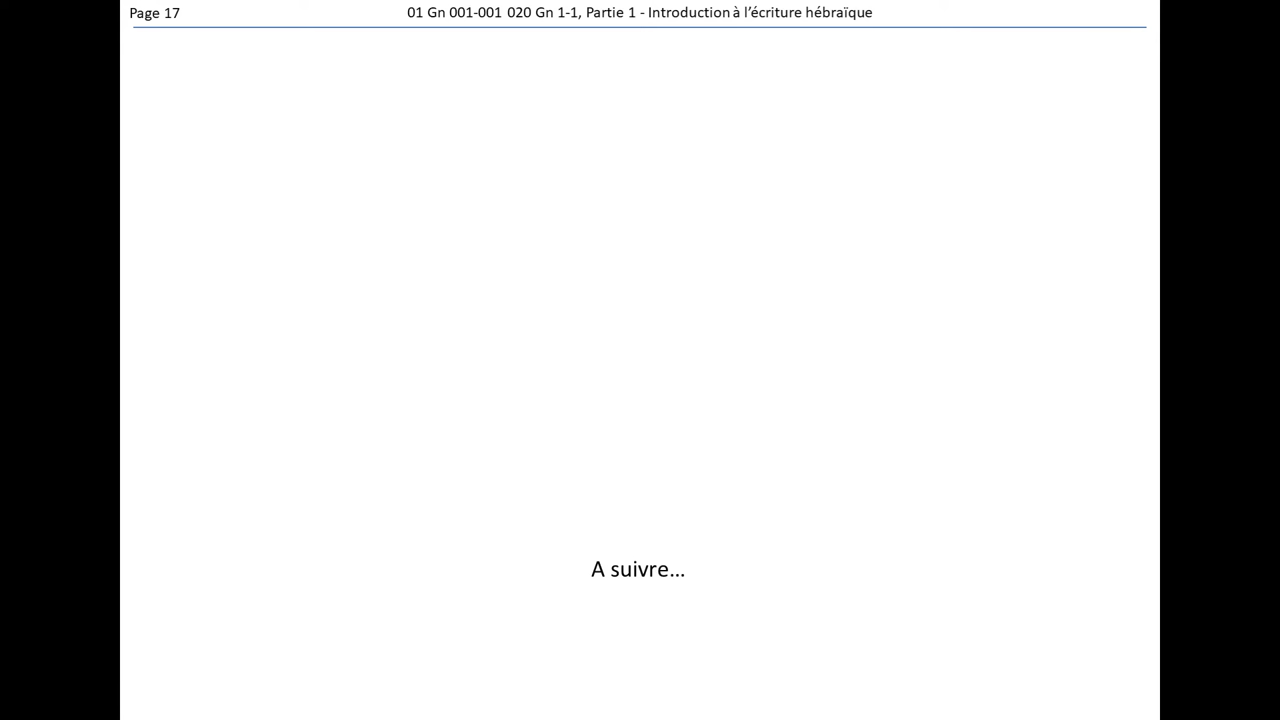 Page 17
01 Gn 001-001 020 Gn 1-1, Partie 1 - Introduction à l’écriture hébraïque
A suivre…